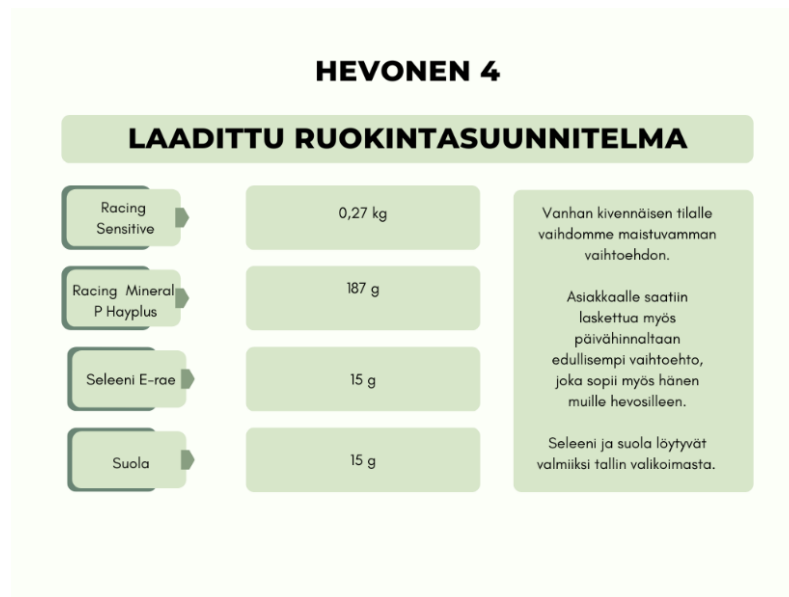 HEVONEN 4
LAADITTU RUOKINTASUUNNITELMA
Racing
Sensitive
0,27 kg
Racing Mineral
P Hayplus
187 g
Seleeni E-rae
15 g
Suola
15 g
Vanhan kivennäisen tilalle
vaihdomme maistuvamman
vaihtoehdon.
Asiakkaalle saatiin
laskettua myös
päivähinnaltaan
edullisempi vaihtoehto,
joka sopii myös hänen
muille hevosilleen.
Seleeni ja suola löytyvät
valmiiksi tallin valikoimasta.